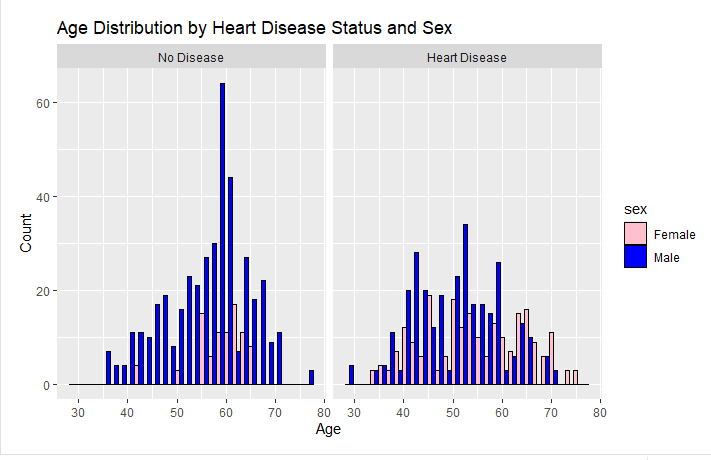 Age Distribution by Heart Disease Status and Sex
No Disease
Heart Disease
60
40
20
0
Count
30 40 50 60 70 80
30 40 50 60 70 80
Age
sex
Female
Male